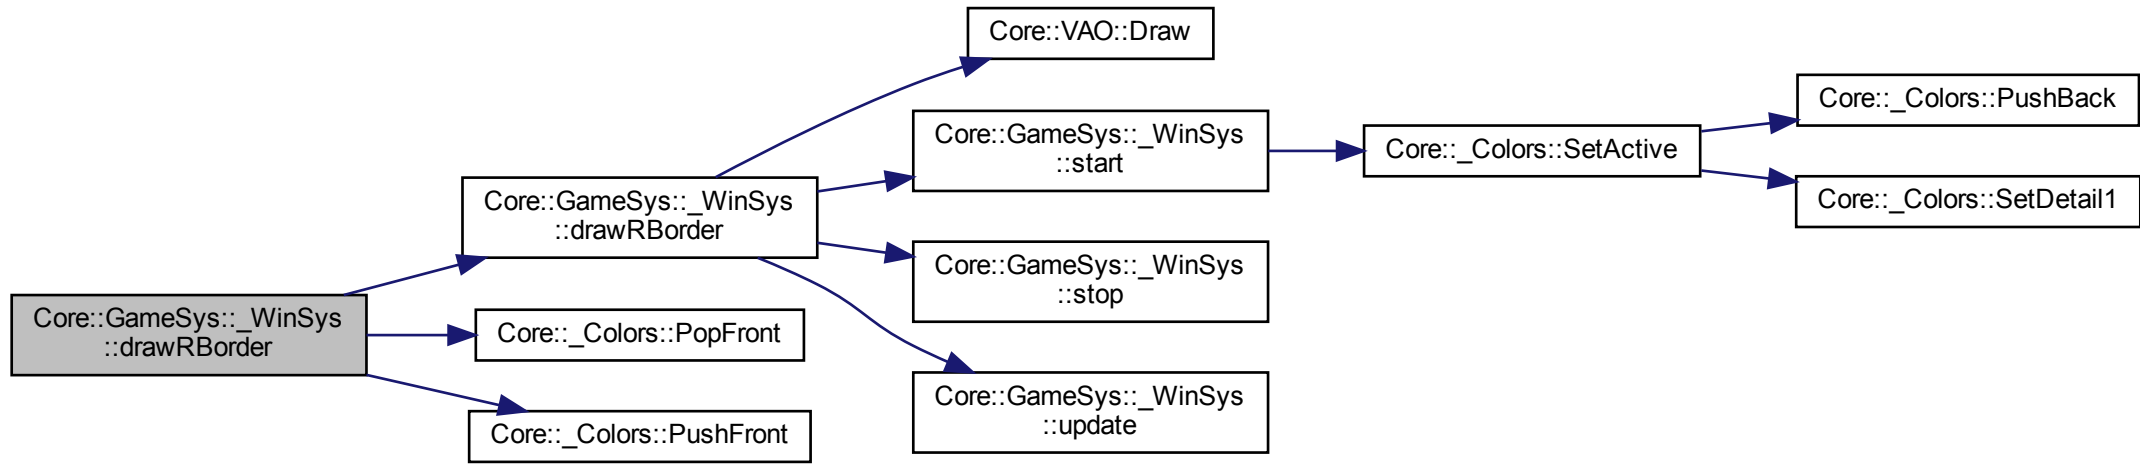 Core::GameSys::_WinSys
::drawRBorder
Core::GameSys::_WinSys
::drawRBorder
Core::_Colors::PopFront
Core::_Colors::PushFront
Core::VAO::Draw
Core::GameSys::_WinSys
::start
Core::GameSys::_WinSys
::stop
Core::GameSys::_WinSys
::update
Core::_Colors::SetActive
Core::_Colors::PushBack
Core::_Colors::SetDetail1